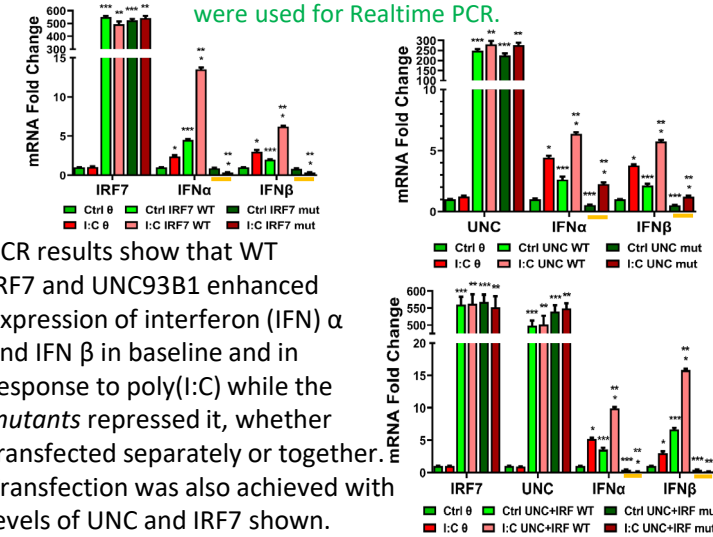 were used for Realtime PCR.
mRNA Fold Change
600
500
400
300
15
10
5
0
*** ** *** **
* *** ** * ** *
* *** ** * ** *
IRF7 IFNα IFNβ
Ctrl θ Ctrl IRF7 WT Ctrl IRF7 mut
I:C θ I:C IRF7 WT I:C IRF7 mut
mRNA Fold Change
300
250
200
150
100
10
5
0
*** ** *** **
* *** ** * *** ** *
* *** ** * *** ** *
UNC IFNα IFNβ
Ctrl θ Ctrl UNC WT Ctrl UNC mut
I:C θ I:C UNC WT I:C UNC mut
CR results show that WT
RF7 and UNC93B1 enhanced
xpression of interferon (IFN) α
nd IFN β in baseline and in
esponse to poly(I:C) while the
mutants repressed it, whether
ransfected separately or together.
ransfection was also achieved with
evels of UNC and IRF7 shown.
mRNA Fold Change
600
550
500
20
15
10
5
0
*** ** *** **
*** ** *** **
* *** ** * *** ** *
* *** ** * *** **
IRF7 UNC IFNα IFNβ
Ctrl θ Ctrl UNC+IRF WT Ctrl UNC+IRF mut
I:C θ I:C UNC+IRF WT I:C UNC+IRF mut